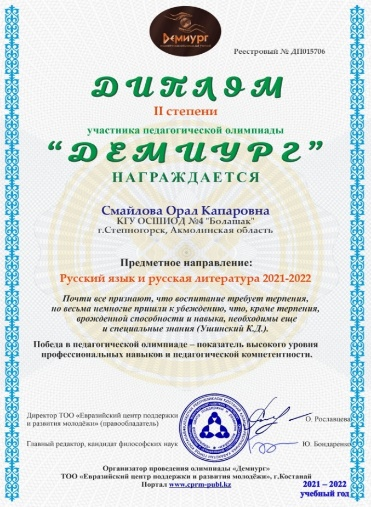 Демиург
Реестровый № ДП015706
ДИПЛОМ
II степени
участника педагогической олимпиады
“ДЕМИУРГ”
НАГРАЖДАЕТСЯ
Смайлова Орал Капаровна
КГУ ОСШИОД №4 "Болашак"
г.Степногорск, Акмолинская область
Предметное направление:
Русский язык и русская литература 2021-2022
Почти все признают, что воспитание требует терпения,
но весьма немногие пришли к убеждению, что, кроме терпения,
врожденной способности и навыка, необходимы еще
и специальные знания (Ушинский К.Д.).
Победа в педагогической олимпиаде – показатель высокого уровня
профессиональных навыков и педагогической компетентности.
Директор ТОО «Евразийский центр поддержки
и развития молодёжи» (правообладатель)
О. Рославцева
Главный редактор, кандидат философских наук
Ю. Бондаренко
Организатор проведения олимпиады «Демиург»
ТОО «Евразийский центр поддержки и развития молодежи», г.Костанай
Портал www.cprm-publ.kz
2021 – 2022
учебный год